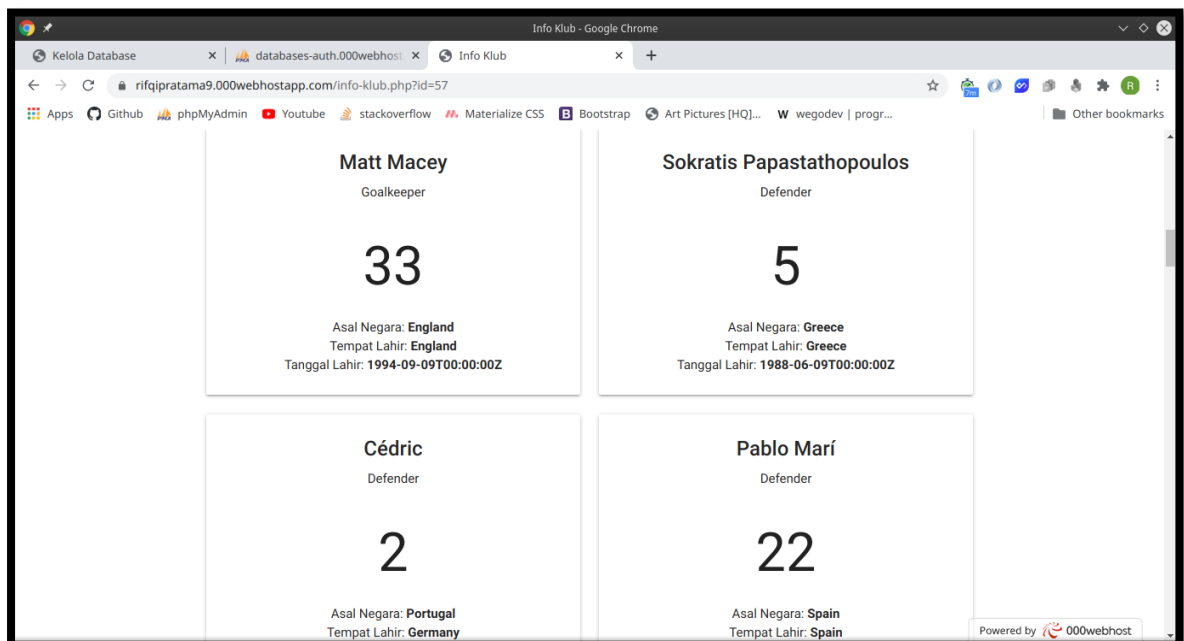 Info Klub - Google Chrome
Kelola Database
databases-auth.000webhost.
Info Klub
rifqipratama9.000webhostapp.com/info-klub.php?id=57
7m
R
Apps Github phpMyAdmin Youtube stackoverflow Materialize CSS B Bootstrap Art Pictures [HQ]... W wegodev | progr... Other bookmarks
Matt Macey
Goalkeeper
33
Asal Negara: England
Tempat Lahir: England
Tanggal Lahir: 1994-09-09T00:00:00Z
Sokratis Papastathopoulos
Defender
5
Asal Negara: Greece
Tempat Lahir: Greece
Tanggal Lahir: 1988-06-09T00:00:00Z
Cédric
Defender
2
Asal Negara: Portugal
Tempat Lahir: Germany
Pablo Marí
Defender
22
Asal Negara: Spain
Tempat Lahir: Spain
Powered by 000webhost